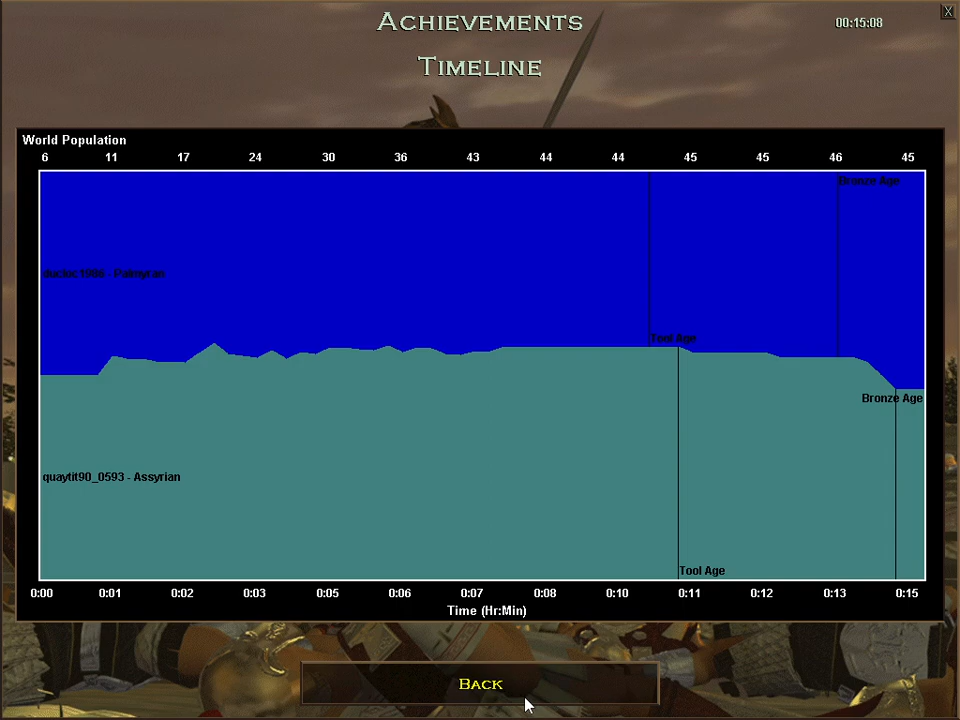 ACHIEVEMENTS
00:15:08
X
TIMELINE
World Population
6 11 17 24 30 36 43 44 44 45 45 46 45
Bronze Age
- Palmyran
Tool Age
Bronze Age
quaytit90_0593 - Assyrian
Tool Age
0:00 0:01 0:02 0:03 0:05 0:06 0:07 0:08 0:10 0:11 0:12 0:13 0:15
Time (Hr:Min)
BACK